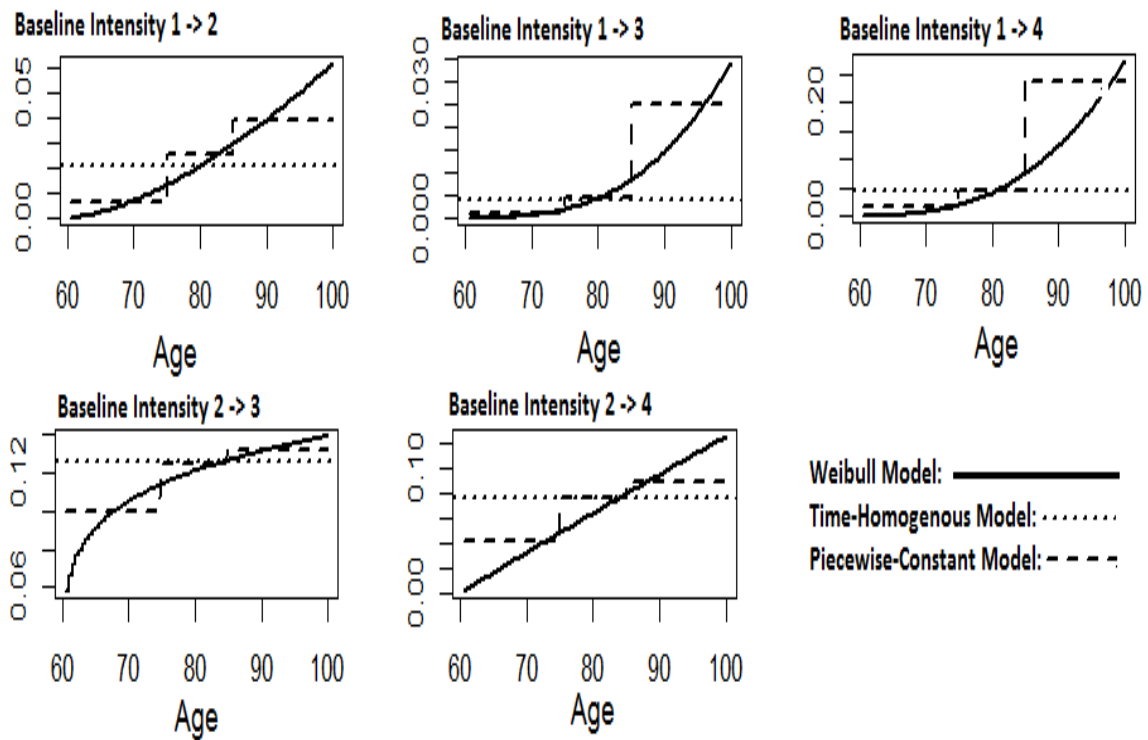 Baseline Intensity 1 -> 2
0.05
0.00
60 70 80 90 100
Age
Baseline Intensity 1 -> 3
0.030
0.000
60 70 80 90 100
Age
Baseline Intensity 1 -> 4
0.20
0.00
60 70 80 90 100
Age
Baseline Intensity 2 -> 3
0.12
0.06
60 70 80 90 100
Age
Baseline Intensity 2 -> 4
0.10
0.00
60 70 80 90 100
Age
Weibull Model:
Time-Homogenous Model:
Piecewise-Constant Model: